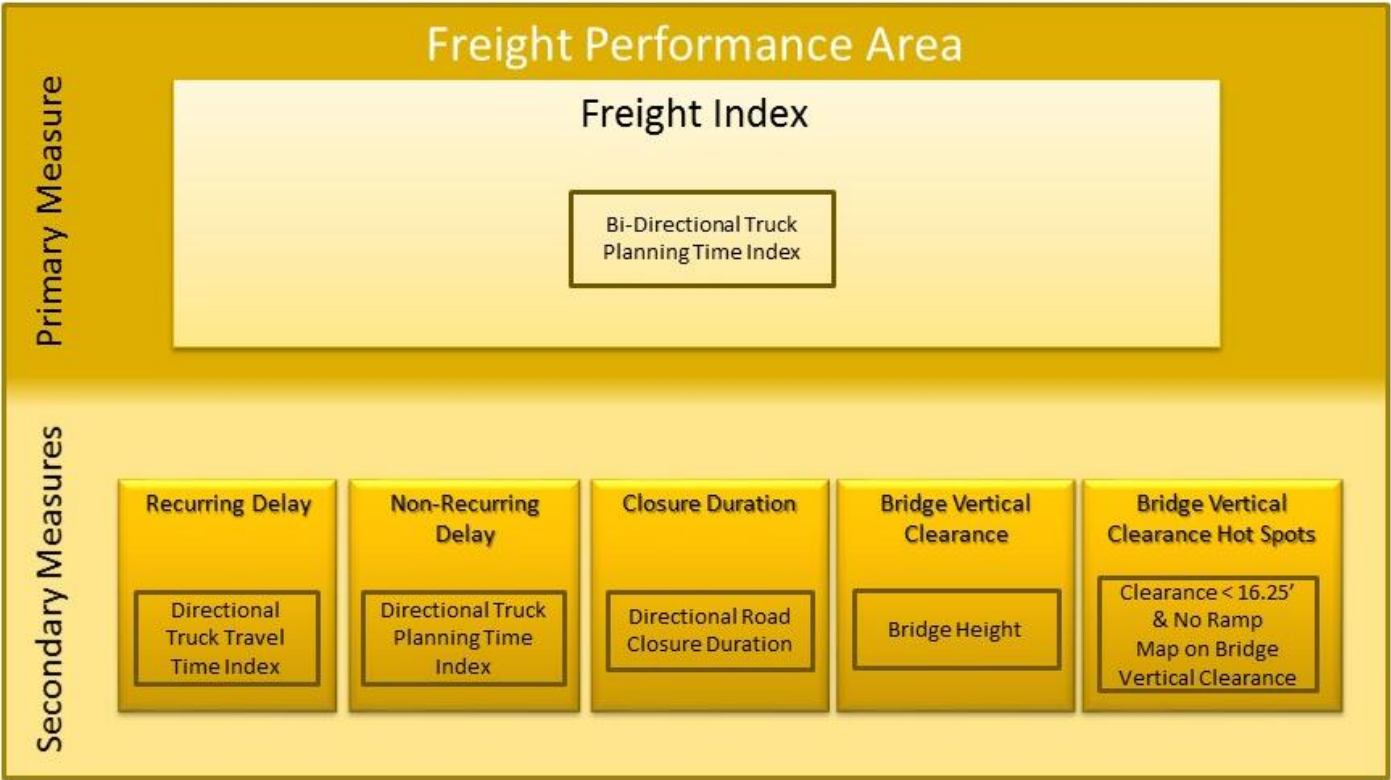 Freight Performance Area
Primary Measure
Freight Index
Bi-Directional Truck
Planning Time Index
Secondary Measures
Recurring Delay
Directional
Truck Travel
Time Index
Non-Recurring
Delay
Directional Truck
Planning Time
Index
Closure Duration
Directional Road
Closure Duration
Bridge Vertical
Clearance
Bridge Height
Bridge Vertical
Clearance Hot Spots
Clearance < 16.25’
& No Ramp
Map on Bridge
Vertical Clearance